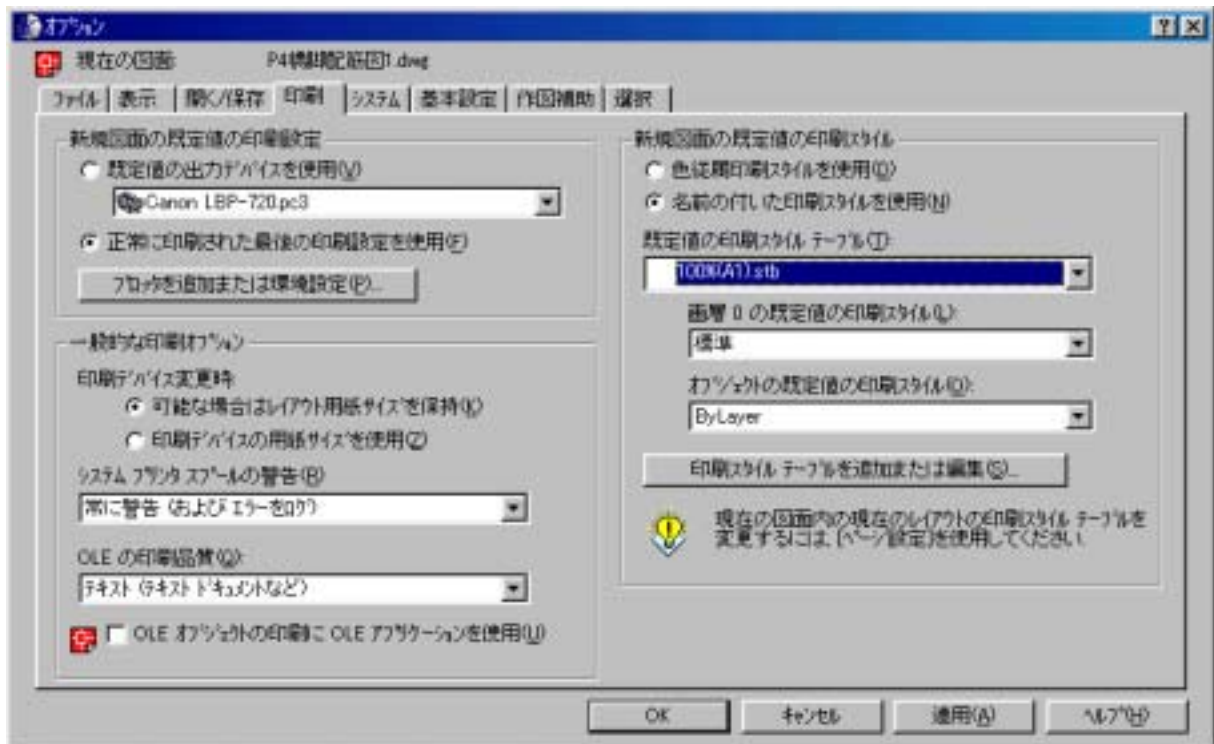 オプション
現在の図面: P4橋脚配筋図1.dwg
ファイル 表示 開く/保存 印刷 システム 基本設定 作図補助 選択
新規図面の既定値の印刷設定
既定値の出力デバイスを使用(V)
Canon LBP-720.pc3
正常に印刷された最後の印刷設定を使用(F)
プロッタを追加または環境設定(P)...
一般的な印刷オプション
印刷デバイス変更時:
可能な場合はレイアウト用紙サイズを保持(K)
印刷デバイスの用紙サイズを使用(Z)
システム プリンタ スプールの警告(R):
常に警告 (および エラーをログ)
OLE の印刷品質(Q):
テキスト (テキスト ドキュメントなど)
OLE オブジェクトの印刷に OLE アプリケーションを使用(U)
新規図面の既定値の印刷スタイル
色従属印刷スタイルを使用(D)
名前の付いた印刷スタイルを使用(N)
既定値の印刷スタイル テーブル(T):
100%(A1).stb
画層 0 の既定値の印刷スタイル(L):
標準
オブジェクトの既定値の印刷スタイル(O):
ByLayer
印刷スタイル テーブルを追加または編集(S)...
現在の図面内の現在のレイアウトの印刷スタイル テーブルを
変更するには、[ページ設定]を使用してください.
OK キャンセル 適用(A) ヘルプ(H)